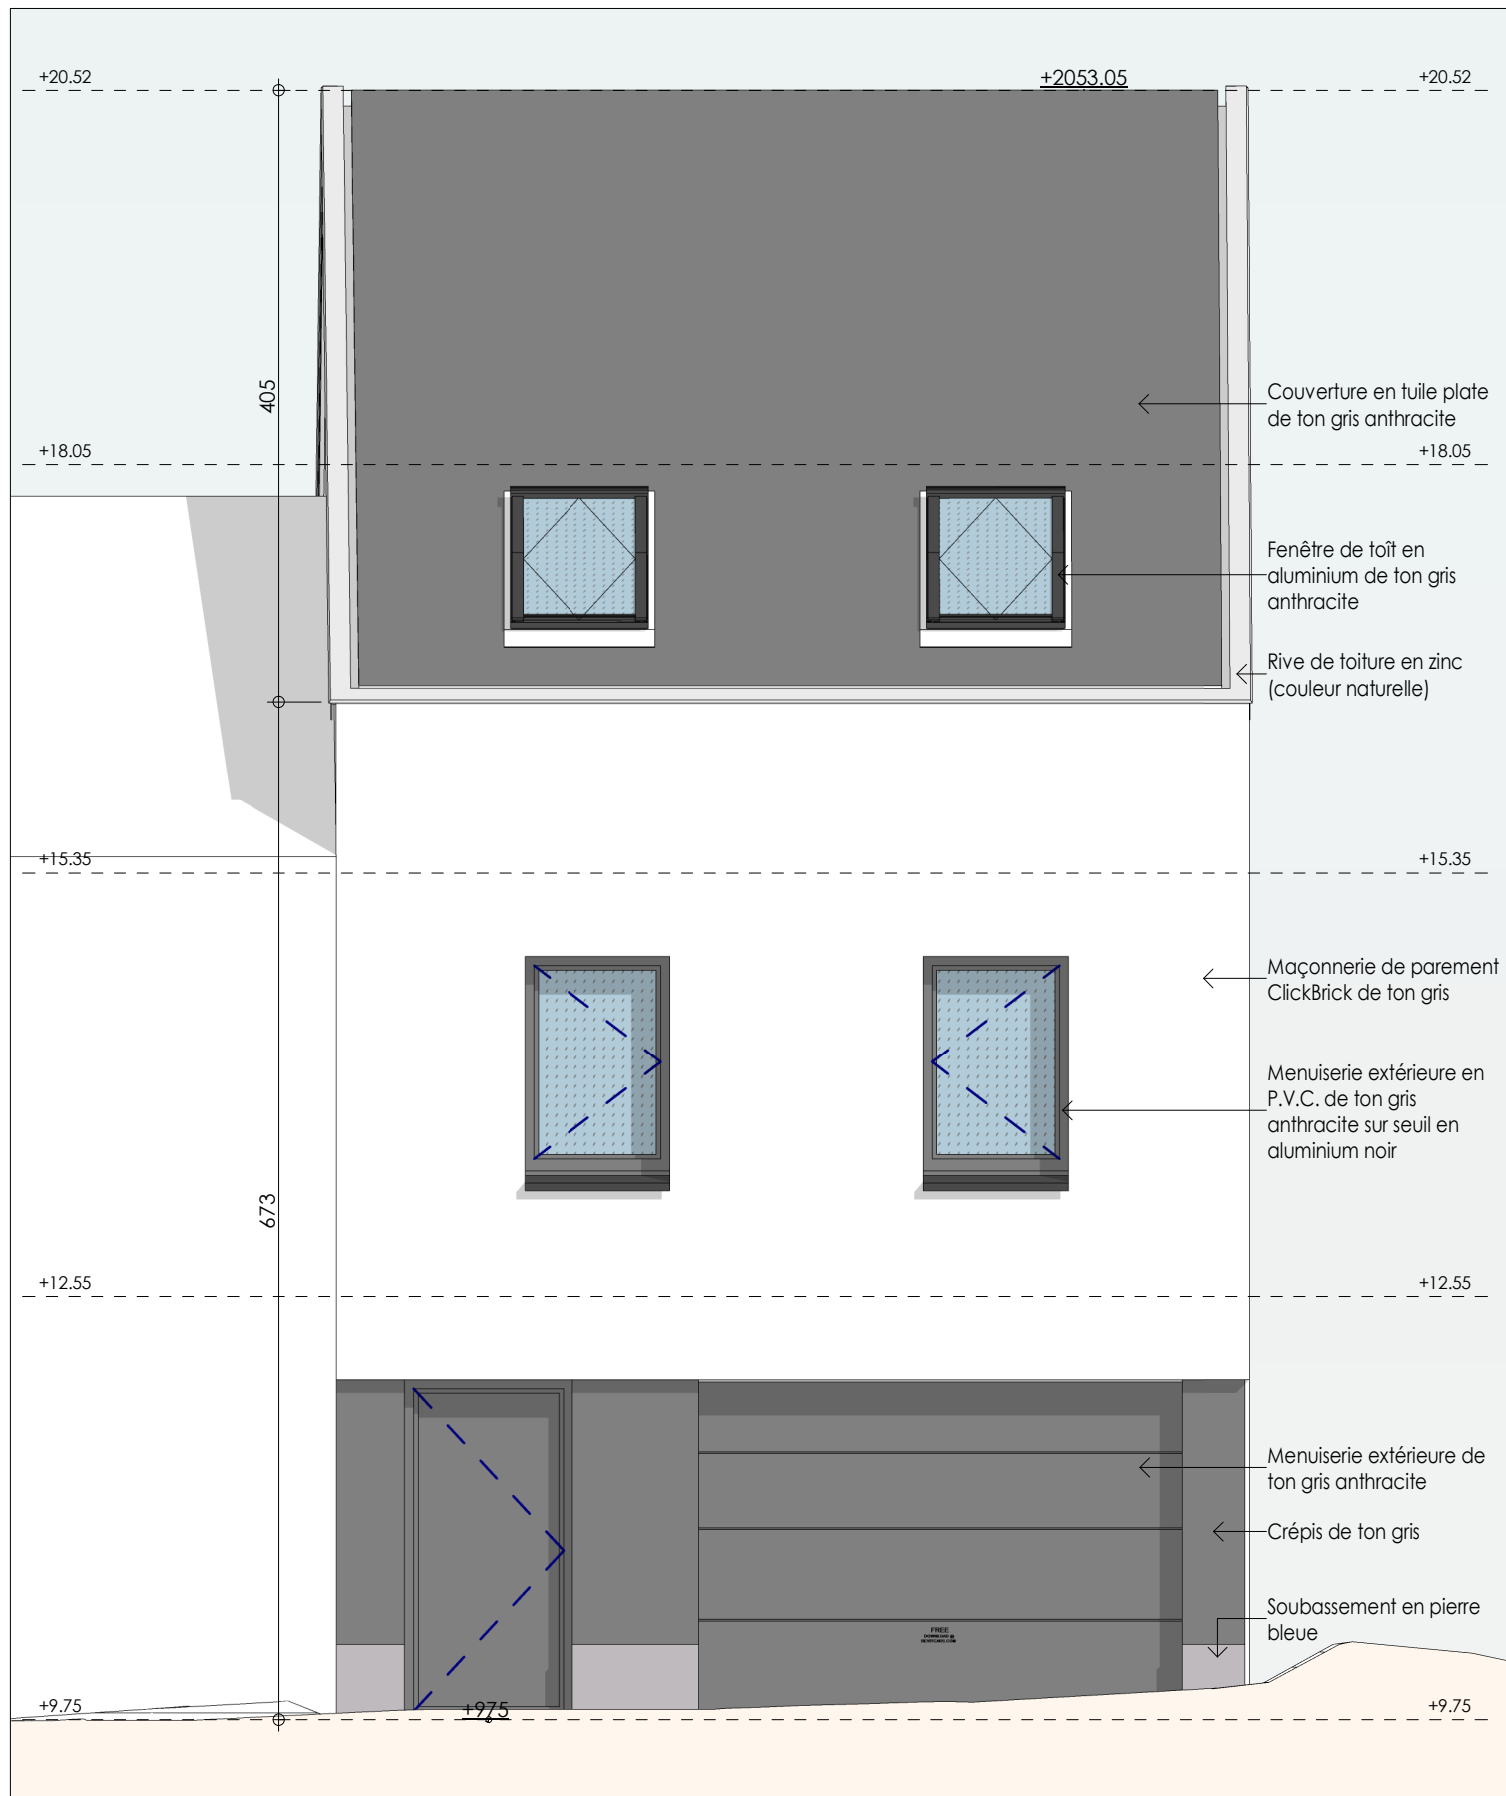 +20.52
+2053.05
+20.52
405
Couverture en tuile plate
de ton gris anthracite
+18.05
+18.05
Fenêtre de toît en
aluminium de ton gris
anthracite
Rive de toiture en zinc
(couleur naturelle)
+15.35
+15.35
Maçonnerie de parement
ClickBrick de ton gris
Menuiserie extérieure en
P.V.C. de ton gris
anthracite sur seuil en
aluminium noir
673
+12.55
+12.55
Menuiserie extérieure de
ton gris anthracite
Crépis de ton gris
Soubassement en pierre
bleue
FREE
DOWNLOAD @
REVITCARS.COM
+9.75
+975
+9.75